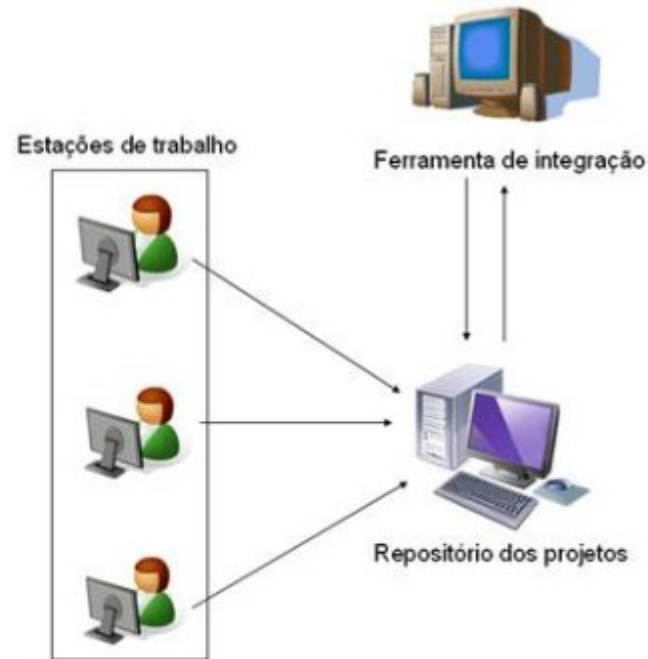 Estações de trabalho
Ferramenta de integração
Repositório dos projetos